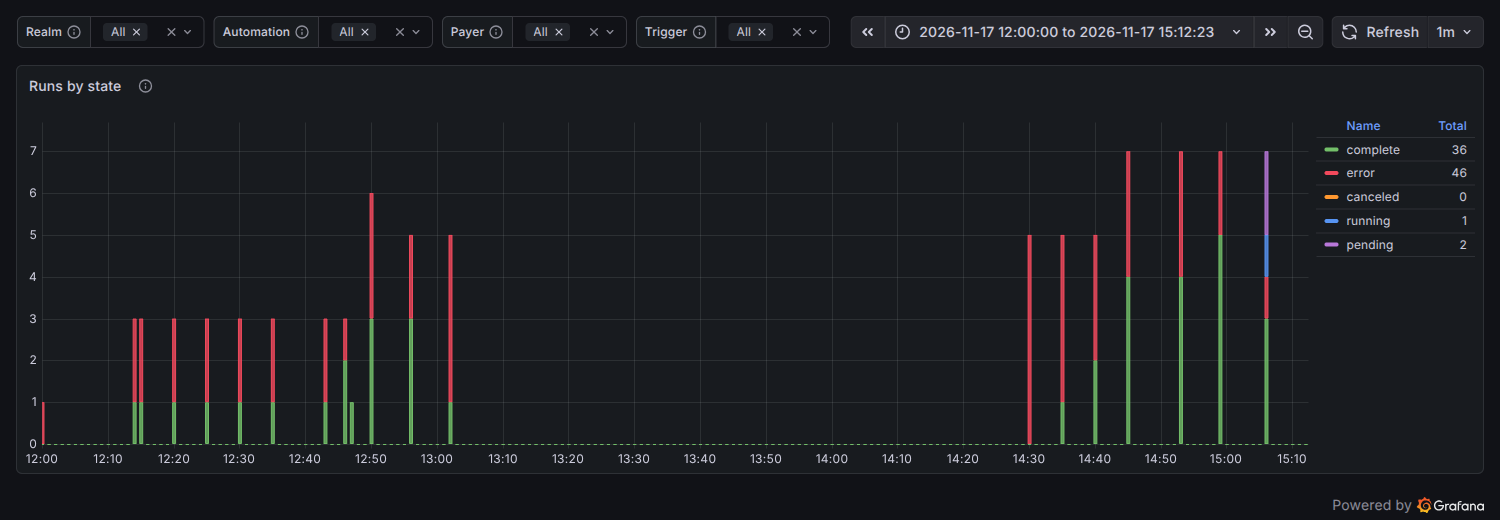 Realm All Automation All Payer All Trigger All 2026-11-17 12:00:00 to 2026-11-17 15:12:23 Refresh 1m
Runs by state
Name Total
complete 36
error 46
canceled 0
running 1
pending 2
7
6
5
4
3
2
1
0
12:00 12:10 12:20 12:30 12:40 12:50 13:00 13:10 13:20 13:30 13:40 13:50 14:00 14:10 14:20 14:30 14:40 14:50 15:00 15:10
Powered by Grafana